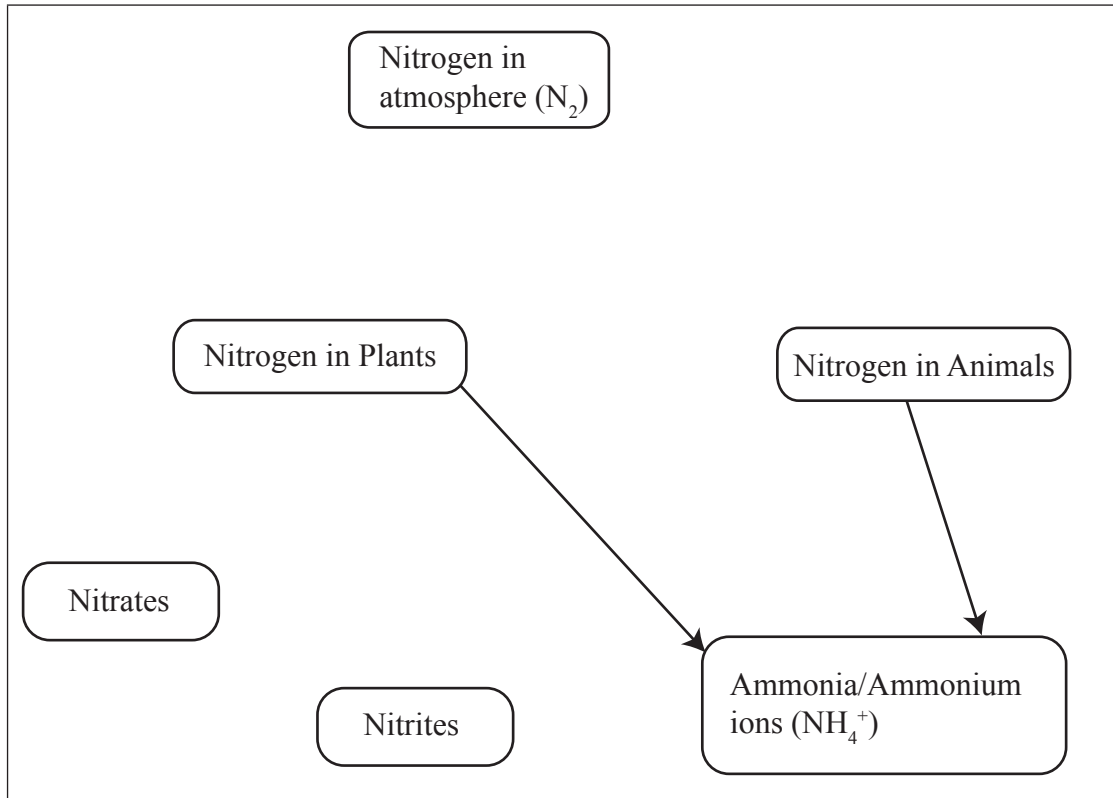 Nitrogen in
atmosphere (N₂)
Nitrogen in Plants
Nitrogen in Animals
Nitrates
Nitrites
Ammonia/Ammonium
ions (NH₄⁺)